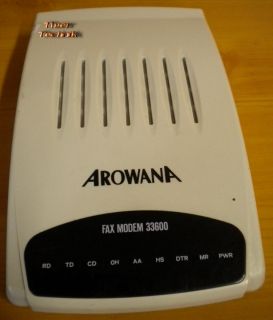 AROWANA
FAX MODEM 33600
RD TD CD OH AA HS DTR MR PWR